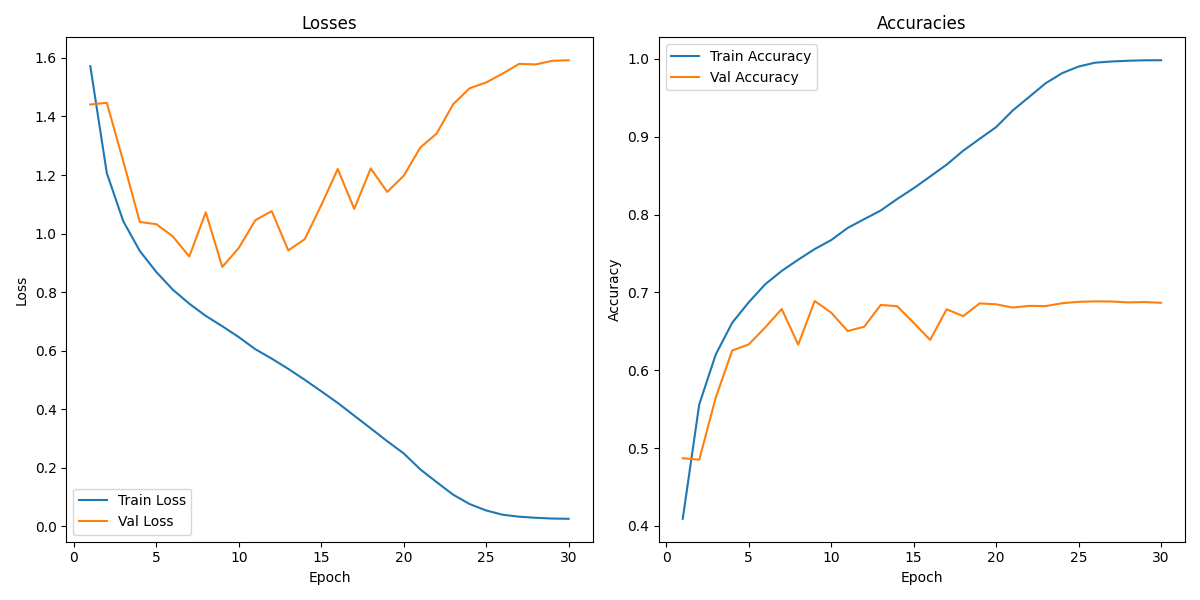 Losses
1.6
1.4
1.2
1.0
0.8
0.6
0.4
0.2
0.0
Loss
Train Loss
Val Loss
0 5 10 15 20 25 30
Epoch
Accuracies
Train Accuracy
Val Accuracy
1.0
0.9
0.8
0.7
0.6
0.5
0.4
Accuracy
0 5 10 15 20 25 30
Epoch